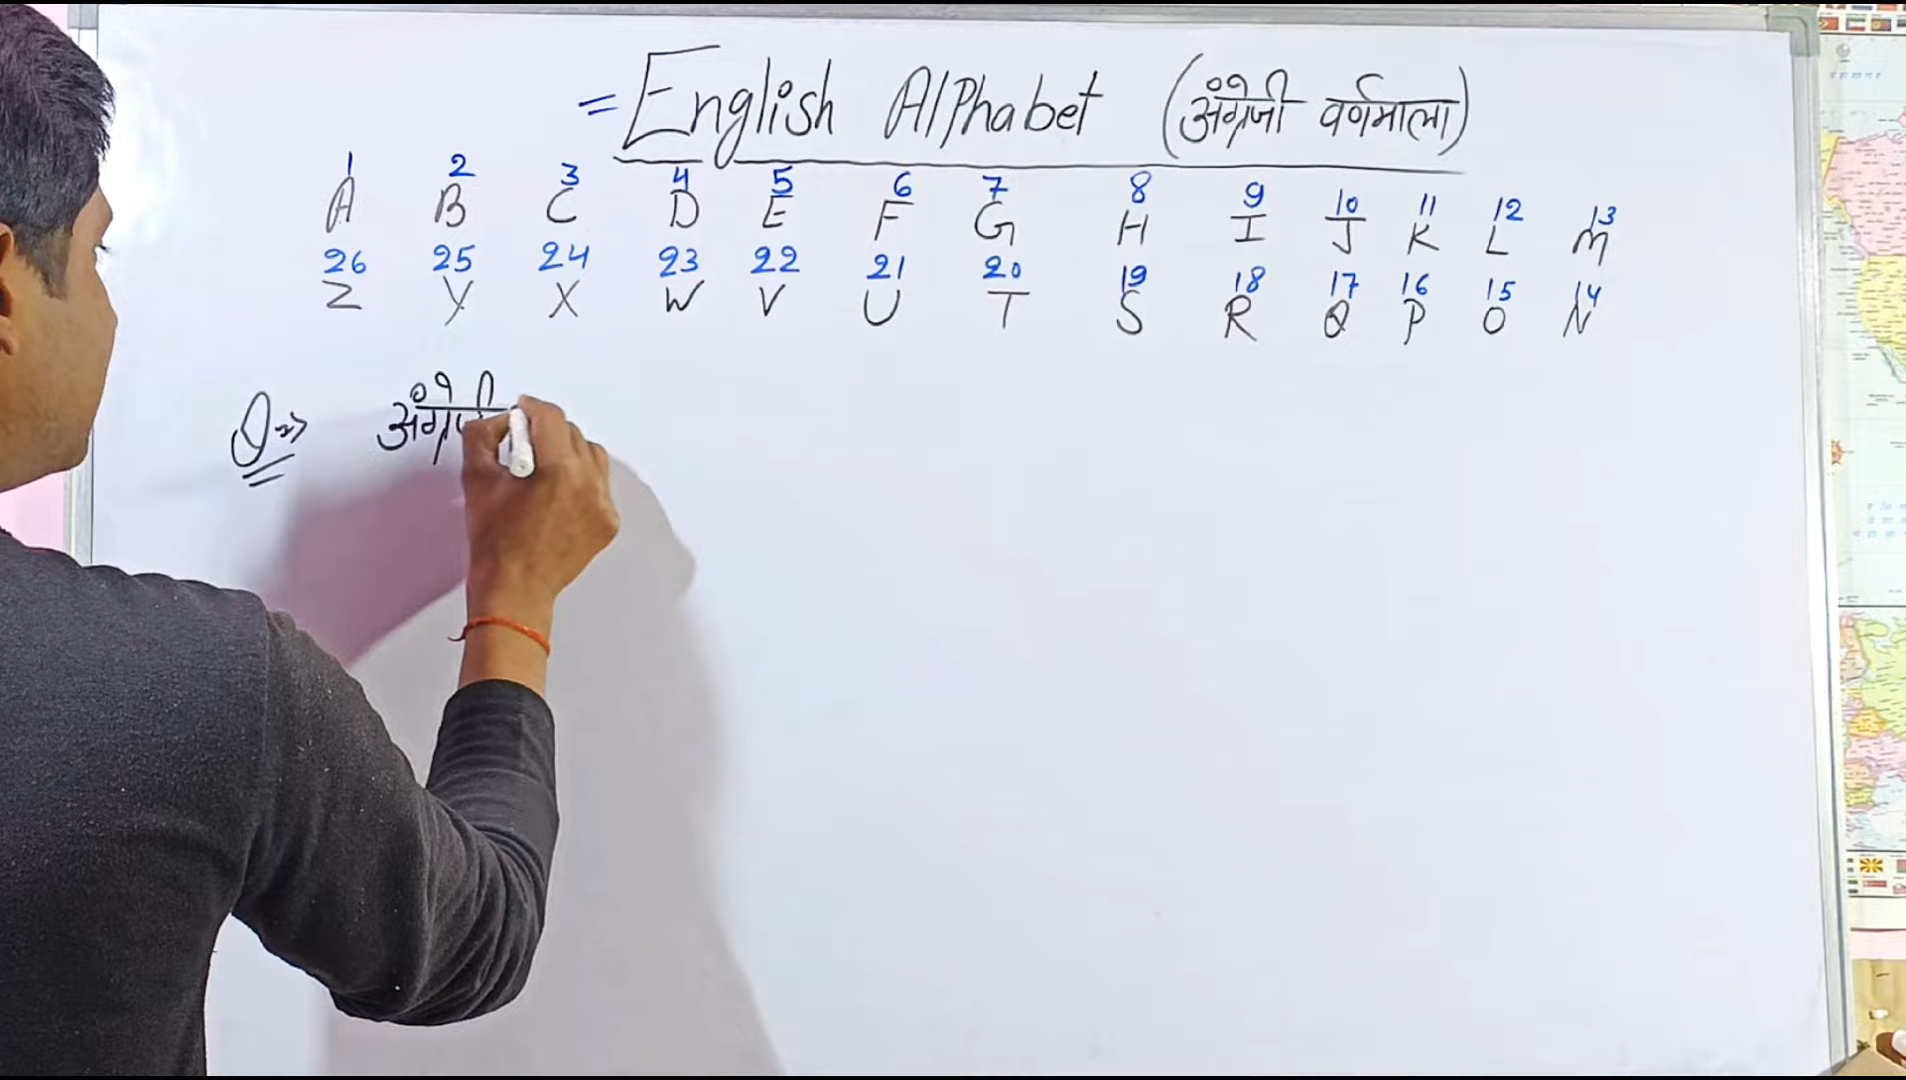 = English Alphabet (अंग्रेजी वर्णमाला)
1 2 3 4 5 6 7 8 9 10 11 12 13
A B C D E F G H I J K L M
26 25 24 23 22 21 20 19 18 17 16 15 14
Z Y X W V U T S R Q P O N
Q⇒ अंग्रेजी